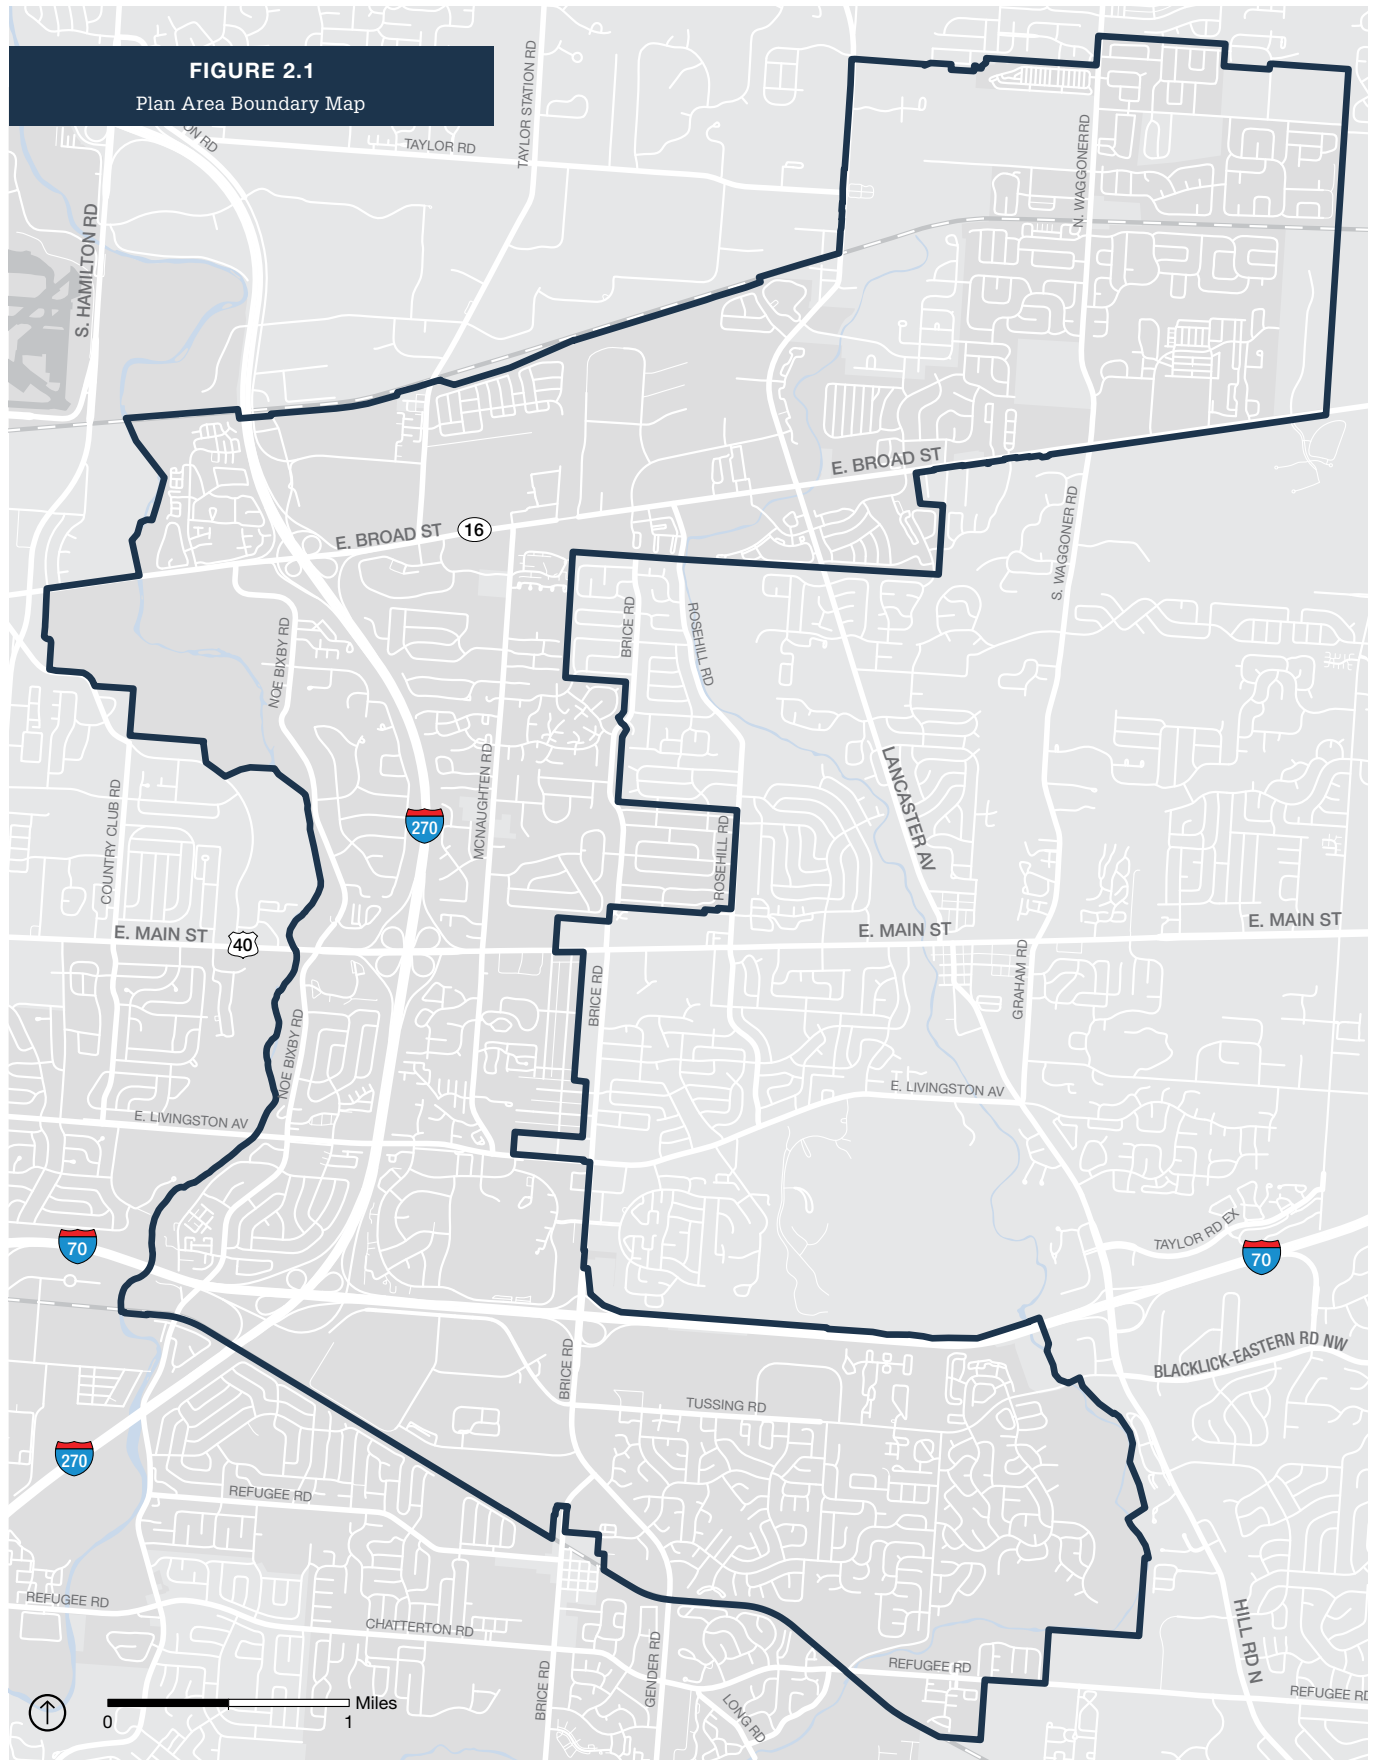 FIGURE 2.1
Plan Area Boundary Map
ON RD
TAYLOR RD
TAYLOR STATION RD
N. WAGGONER RD
S. HAMILTON RD
E. BROAD ST
E. BROAD ST
16
S. WAGGONER RD
BRICE RD
ROSEHILL RD
NOE BIXBY RD
MCNAUGHTEN RD
LANCASTER AV
COUNTRY CLUB RD
270
ROSEHILL RD
E. MAIN ST
40
E. MAIN ST
E. MAIN ST
BRICE RD
GRAHAM RD
NOE BIXBY RD
E. LIVINGSTON AV
E. LIVINGSTON AV
TAYLOR RD EX
70
70
BLACKLICK-EASTERN RD NW
BRICE RD
TUSSING RD
270
REFUGEE RD
REFUGEE RD
CHATTERTON RD
HILL RD N
GENDER RD
BRICE RD
REFUGEE RD
LONG RD
REFUGEE RD
Miles
0
1